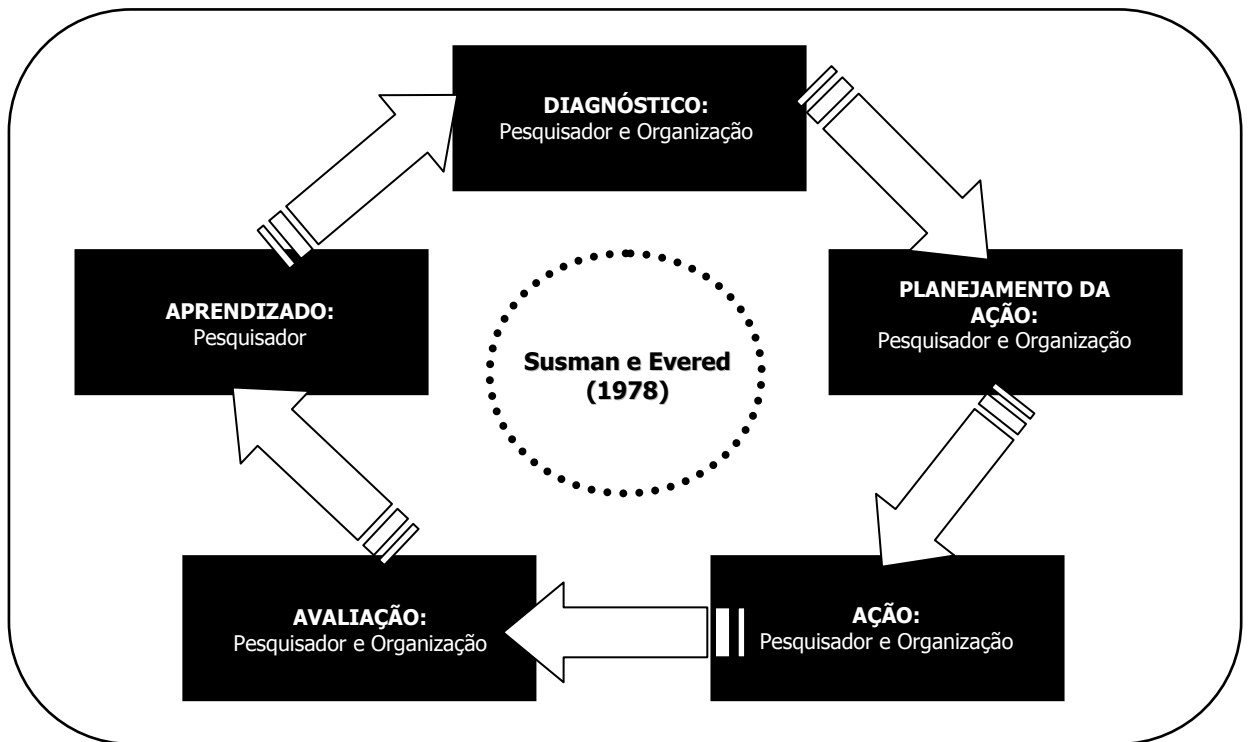 DIAGNÓSTICO:
Pesquisador e Organização
PLANEJAMENTO DA
AÇÃO:
Pesquisador e Organização
AÇÃO:
Pesquisador e Organização
AVALIAÇÃO:
Pesquisador e Organização
APRENDIZADO:
Pesquisador
Susman e Evered
(1978)